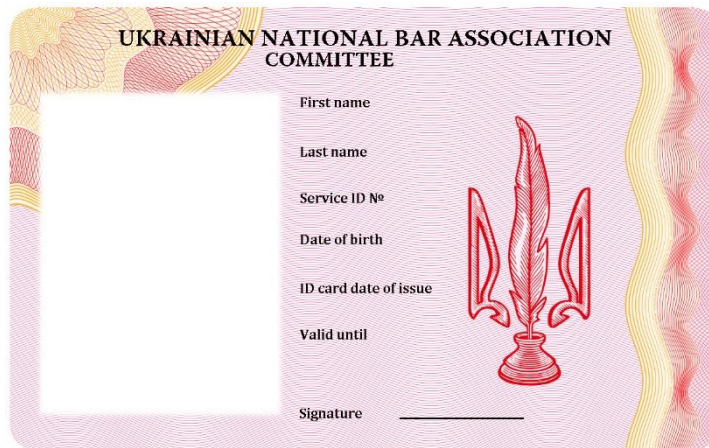 UKRAINIAN NATIONAL BAR ASSOCIATION
COMMITTEE
First name
Last name
Service ID №
Date of birth
ID card date of issue
Valid until
Signature